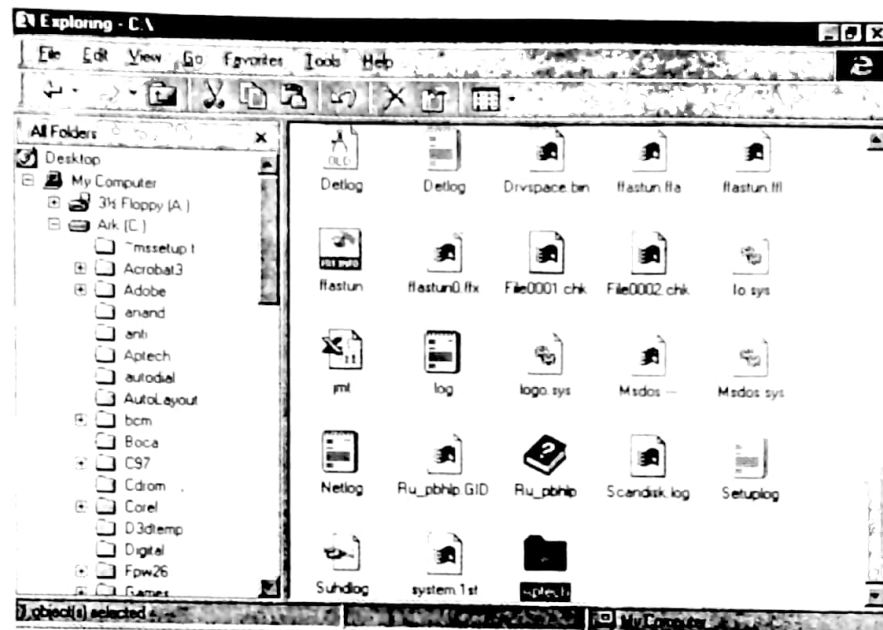 Exploring - C:\
File Edit View Go Favorites Tools Help
All Folders
Desktop
My Computer
3½ Floppy (A:)
Ark (C:)
~mssetup.t
Acrobat3
Adobe
anand
anti
Aptech
autodial
AutoLayout
bcm
Boca
C97
Cdrom
Corel
D3dtemp
Digital
Fpw26
Games
OLD
Detlog Detlog Drvspace.bin ffastun.ffa ffastun.ffl
ffastun ffastun0.ffx File0001.chk File0002.chk Io.sys
jmt log logo.sys Msdos --- Msdos.sys
Netlog Ru_pbhlp.GID Ru_pbhlp Scandisk.log Setuplog
Suhdlog system.1st aptech
object(s) selected
My Computer